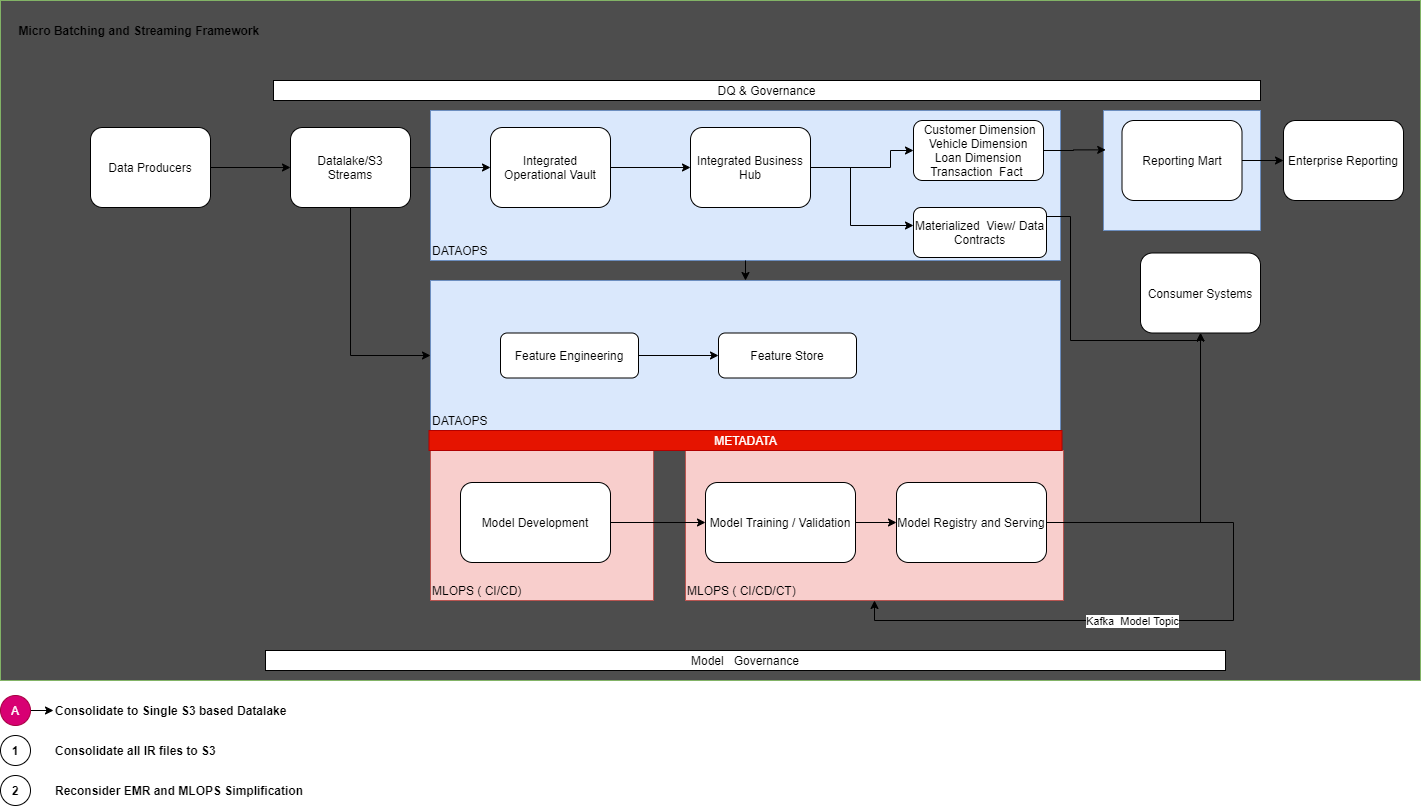 Micro Batching and Streaming Framework
DQ & Governance
Data Producers
Datalake/S3
Streams
Integrated
Operational Vault
Integrated Business
Hub
Customer Dimension
Vehicle Dimension
Loan Dimension
Transaction Fact
Materialized View/ Data
Contracts
DATAOPS
Reporting Mart
Enterprise Reporting
Consumer Systems
Feature Engineering
Feature Store
DATAOPS
METADATA
Model Development
MLOPS ( CI/CD)
Model Training / Validation
Model Registry and Serving
MLOPS ( CI/CD/CT)
Kafka Model Topic
Model Governance
A
Consolidate to Single S3 based Datalake
1
Consolidate all IR files to S3
2
Reconsider EMR and MLOPS Simplification